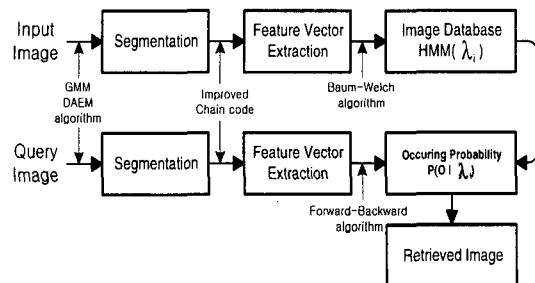 Input
Image
Segmentation
Feature Vector
Extraction
Image Database
HMM( λi )
GMM
DAEM
algorithm
Improved
Chain code
Baum-Welch
algorithm
Query
Image
Segmentation
Feature Vector
Extraction
Occuring Probability
P(O | λi)
Forward-Backward
algorithm
Retrieved Image